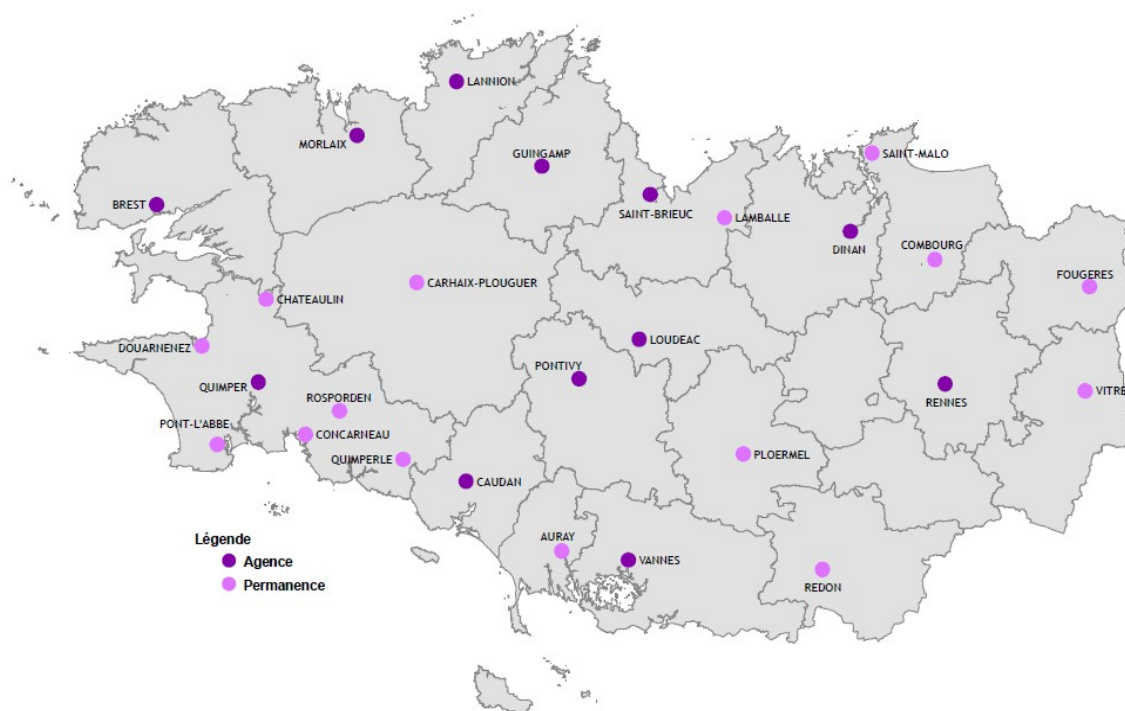 LANNION
MORLAIX
GUINGAMP
SAINT-MALO
BREST
SAINT-BRIEUC
LAMBALLE
DINAN
COMBOURG
FOUGERES
CARHAIX-PLOUGUER
CHATEAULIN
DOUARNENEZ
LOUDEAC
PONTIVY
QUIMPER
ROSPORDEN
RENNES
VITRE
PONT-L'ABBE
CONCARNEAU
QUIMPERLE
PLOERMEL
CAUDAN
AURAY
VANNES
REDON
Légende
Agence
Permanence